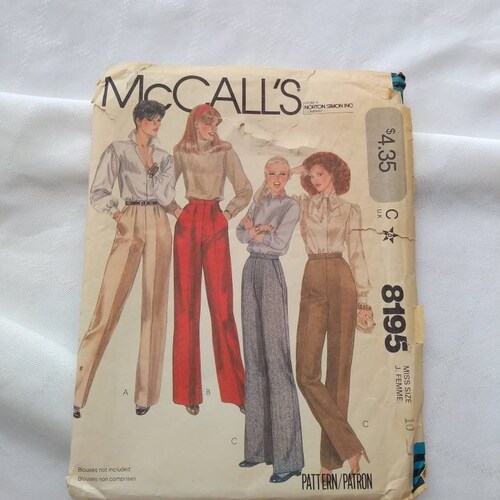 McCALL'S
NORTON SIMON INC
$4.35
C
U.K.
8195
MISS SIZE
J. FEMME
10
A
B
C
C
Blouses not included
Blouses non comprises
PATTERN/PATRON